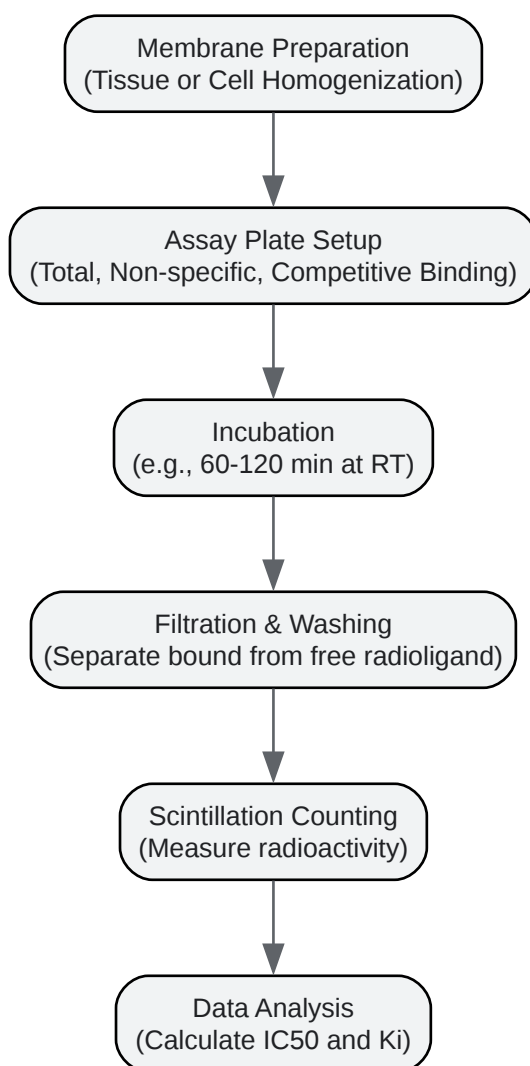 Membrane Preparation
(Tissue or Cell Homogenization)
Assay Plate Setup
(Total, Non-specific, Competitive Binding)
Incubation
(e.g., 60-120 min at RT)
Filtration & Washing
(Separate bound from free radioligand)
Scintillation Counting
(Measure radioactivity)
Data Analysis
(Calculate IC50 and Ki)